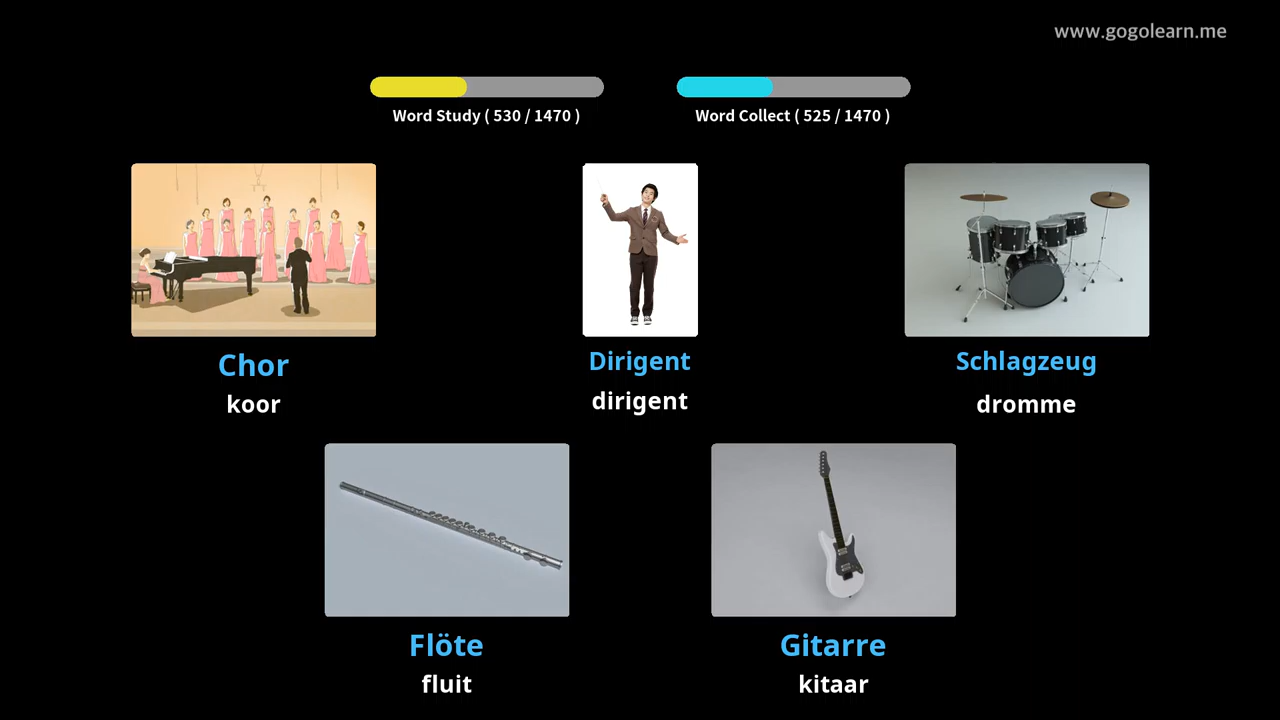 www.gogolearn.me
Word Study ( 530 / 1470 )
Word Collect ( 525 / 1470 )
Chor
koor
Dirigent
dirigent
Schlagzeug
dromme
Flöte
fluit
Gitarre
kitaar